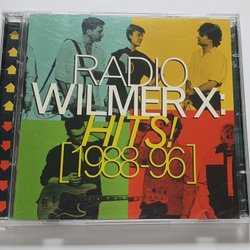 RADIO
WILMER X:
HITS!
[1988-96]